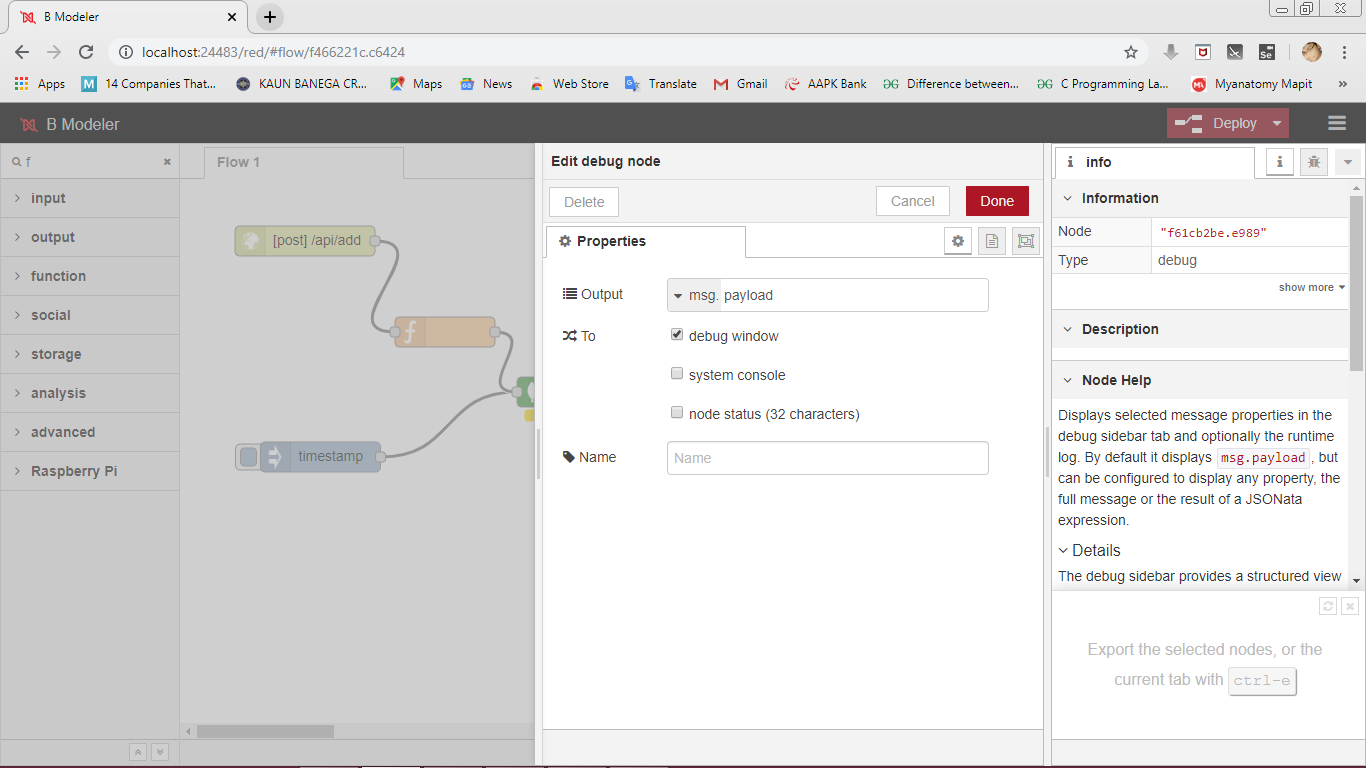 B Modeler
localhost:24483/red/#flow/f466221c.c6424
Apps
14 Companies That...
KAUN BANEGA CR...
Maps
News
Web Store
Translate
Gmail
AAPK Bank
Difference between...
C Programming La...
Myanatomy Mapit
B Modeler
Deploy
f
input
output
function
social
storage
analysis
advanced
Raspberry Pi
Flow 1
[post] /api/add
timestamp
Edit debug node
Delete
Cancel
Done
Properties
Output
msg. payload
To
debug window
system console
node status (32 characters)
Name
Name
info
Information
Node "f61cb2be.e989"
Type debug
show more
Description
Node Help
Displays selected message properties in the
debug sidebar tab and optionally the runtime
log. By default it displays msg.payload , but
can be configured to display any property, the
full message or the result of a JSONata
expression.
Details
The debug sidebar provides a structured view
Export the selected nodes, or the
current tab with ctrl-e